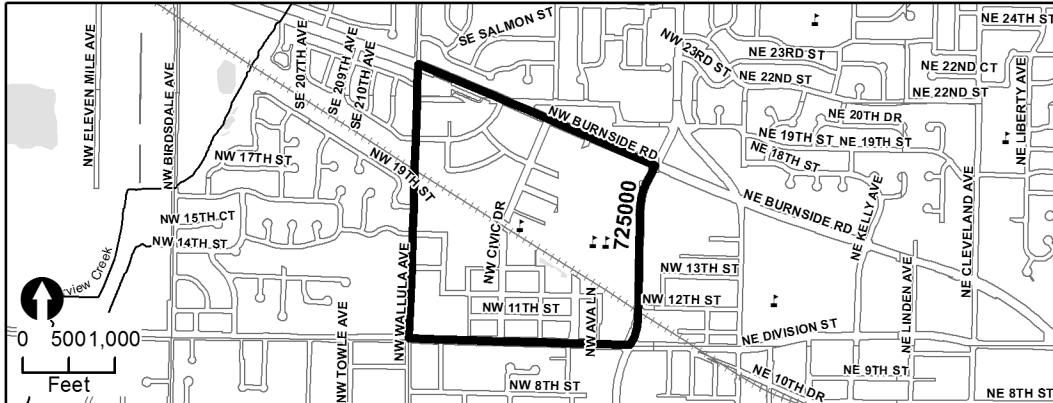 SE SALMON ST
NE 24TH ST
NW ELEVEN MILE AVE
NW BIRDSDALE AVE
SE 207TH AVE
SE 209TH AVE
SE 210TH AVE
NW 23RD ST
NE 23RD ST
NE 22ND ST
NE 22ND CT
NE 22ND ST
NE LIBERTY AVE
NW BURNSIDE RD
NE 20TH DR
NE 19TH ST
NE 19TH ST
NE 18TH ST
NW 17TH ST
NW 19TH ST
NE BURNSIDE RD
NE KELLY AVE
NE CLEVELAND AVE
725000
NW 15TH CT
NW 14TH ST
NW CIVIC DR
NW WALLULA AVE
NW 13TH ST
NW 12TH ST
NW 11TH ST
NW AVA LN
NE LINDEN AVE
Creek
0 500 1,000
Feet
NW TOWLE AVE
NE DIVISION ST
NW 8TH ST
NE 10TH DR
NE 9TH ST
NE 8TH ST